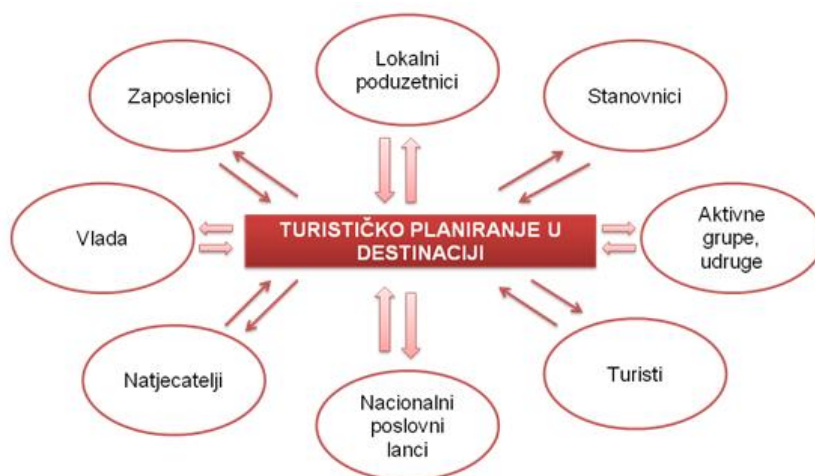 Lokalni
poduzetnici
Zaposlenici
Stanovnici
Vlada
TURISTIČKO PLANIRANJE U
DESTINACIJI
Aktivne
grupe,
udruge
Natjecatelji
Nacionalni
poslovni
lanci
Turisti